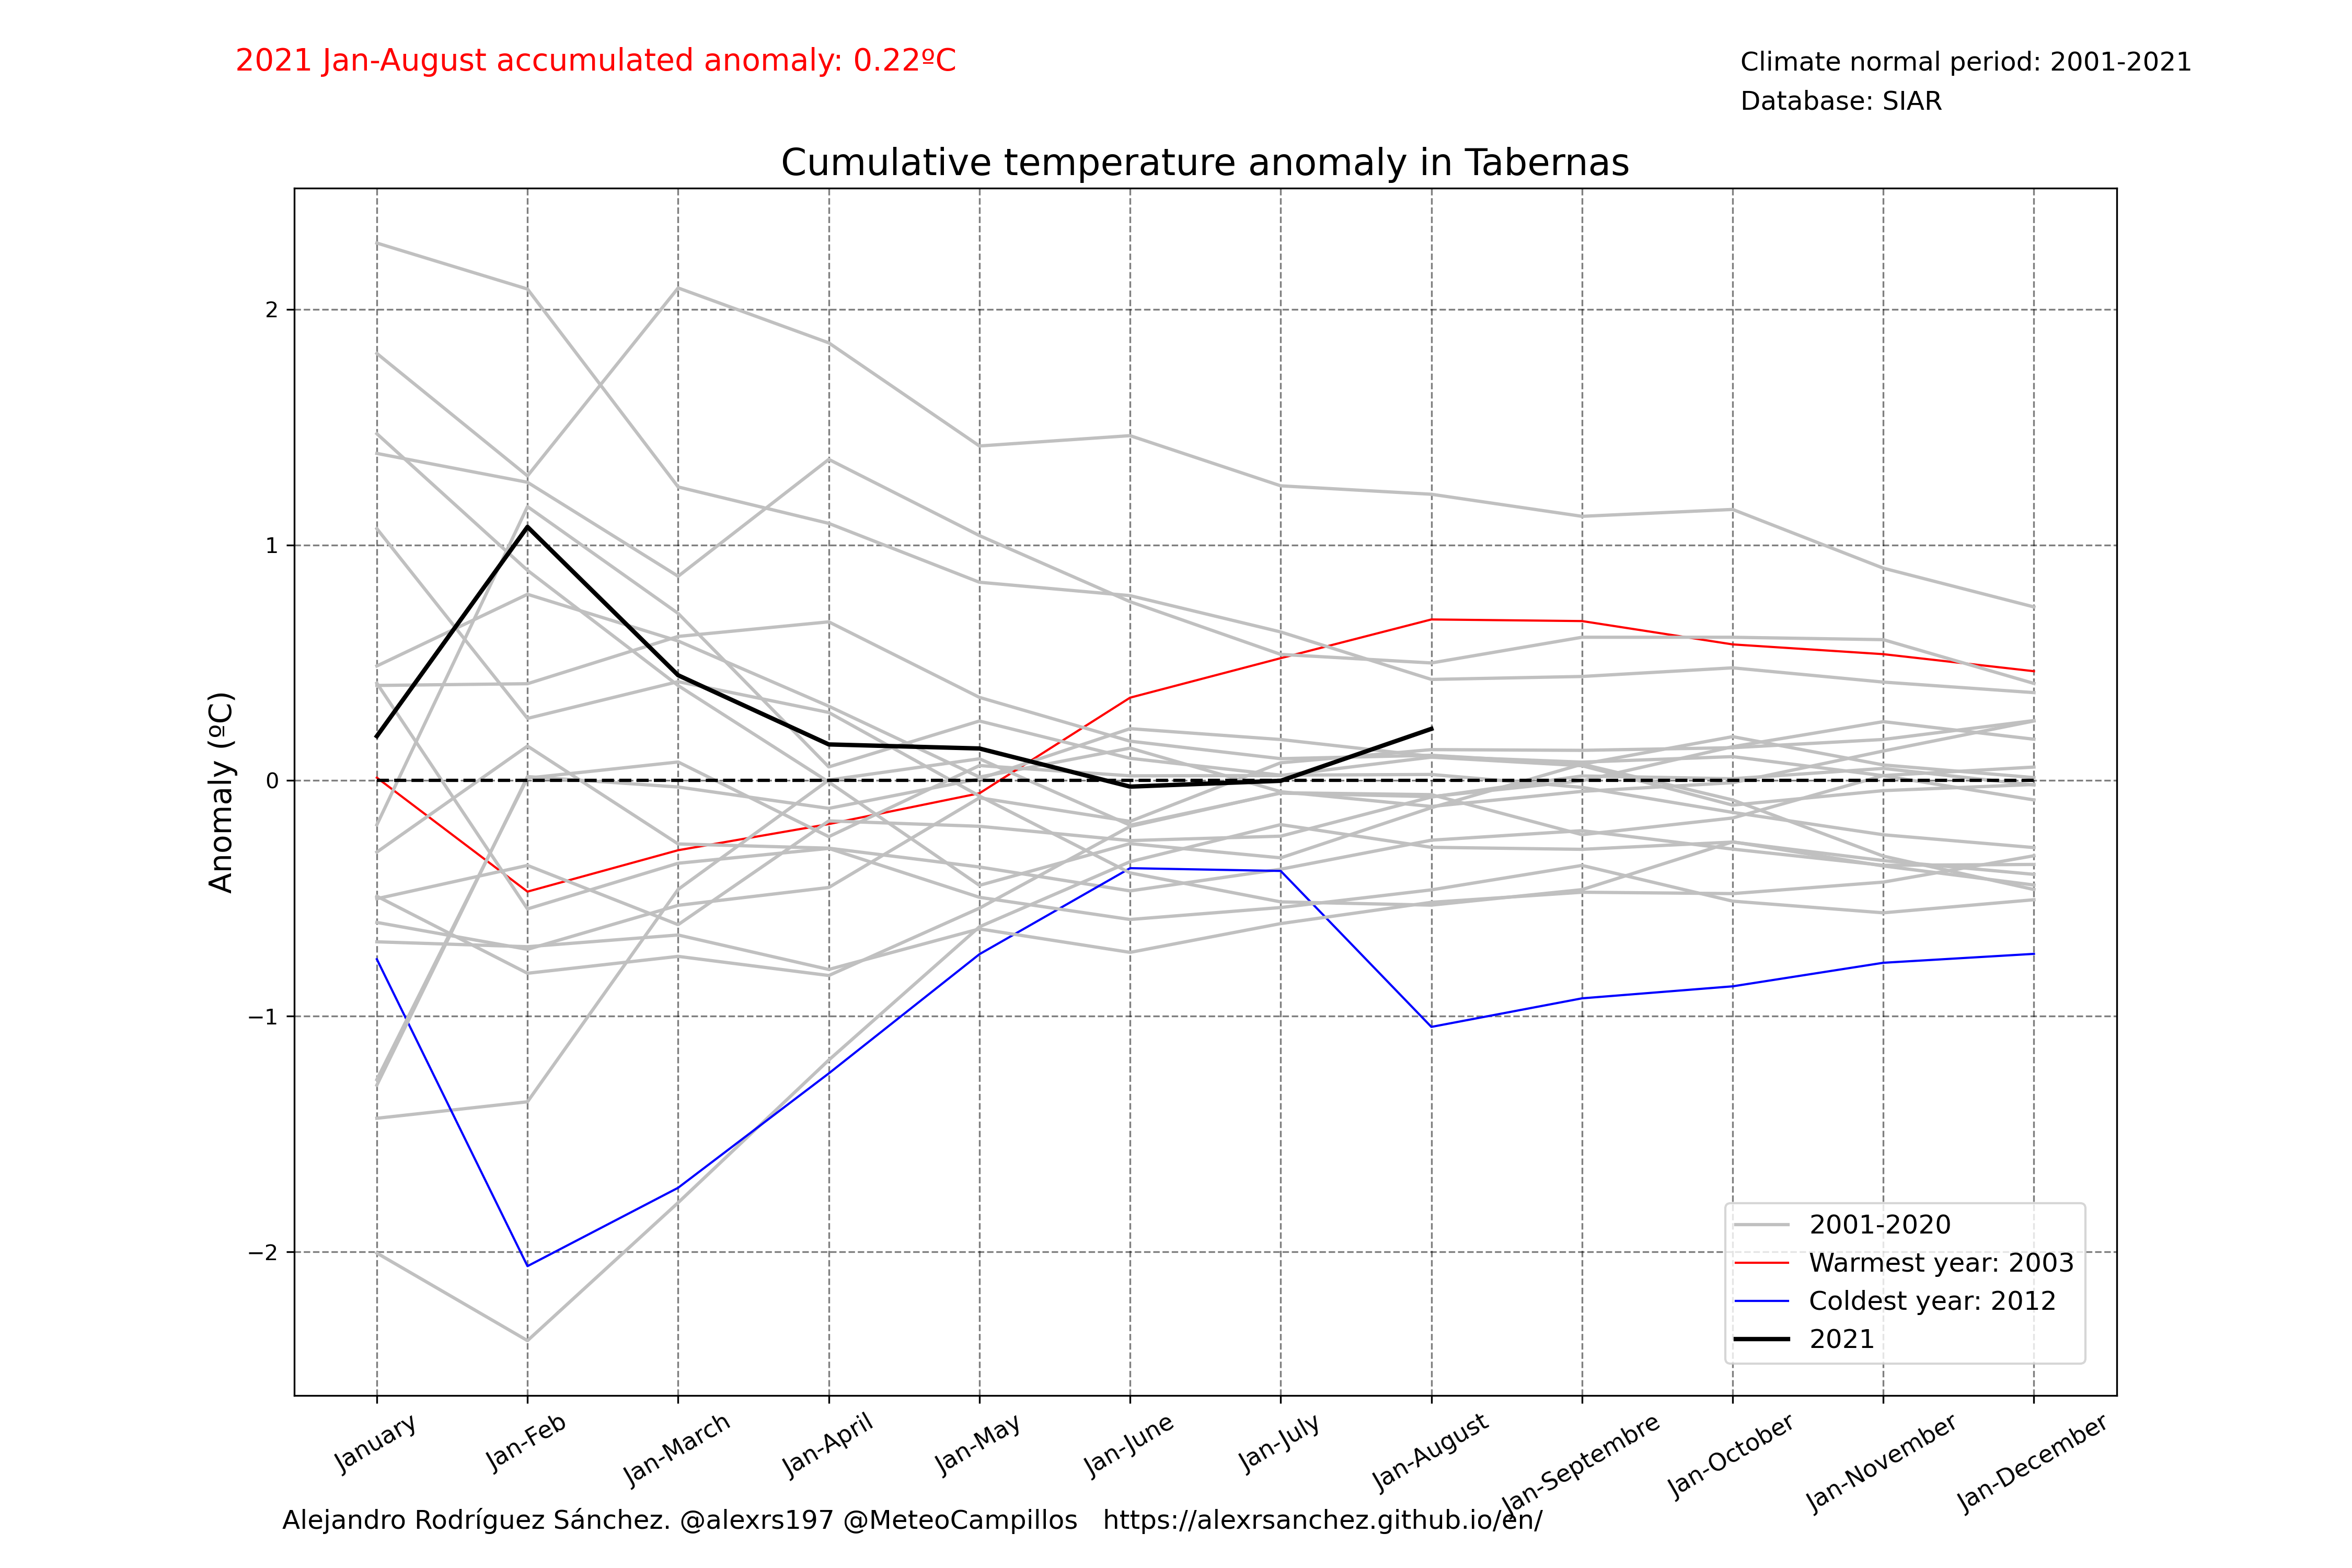 2021 Jan-August accumulated anomaly: 0.22ºC
Climate normal period: 2001-2021
Database: SIAR
Cumulative temperature anomaly in Tabernas
Anomaly (ºC)
2
1
0
−1
−2
2001-2020
Warmest year: 2003
Coldest year: 2012
2021
January
Jan-Feb
Jan-March
Jan-April
Jan-May
Jan-June
Jan-July
Jan-August
Jan-Septembre
Jan-October
Jan-November
Jan-December
Alejandro Rodríguez Sánchez. @alexrs197 @MeteoCampillos https://alexrsanchez.github.io/en/